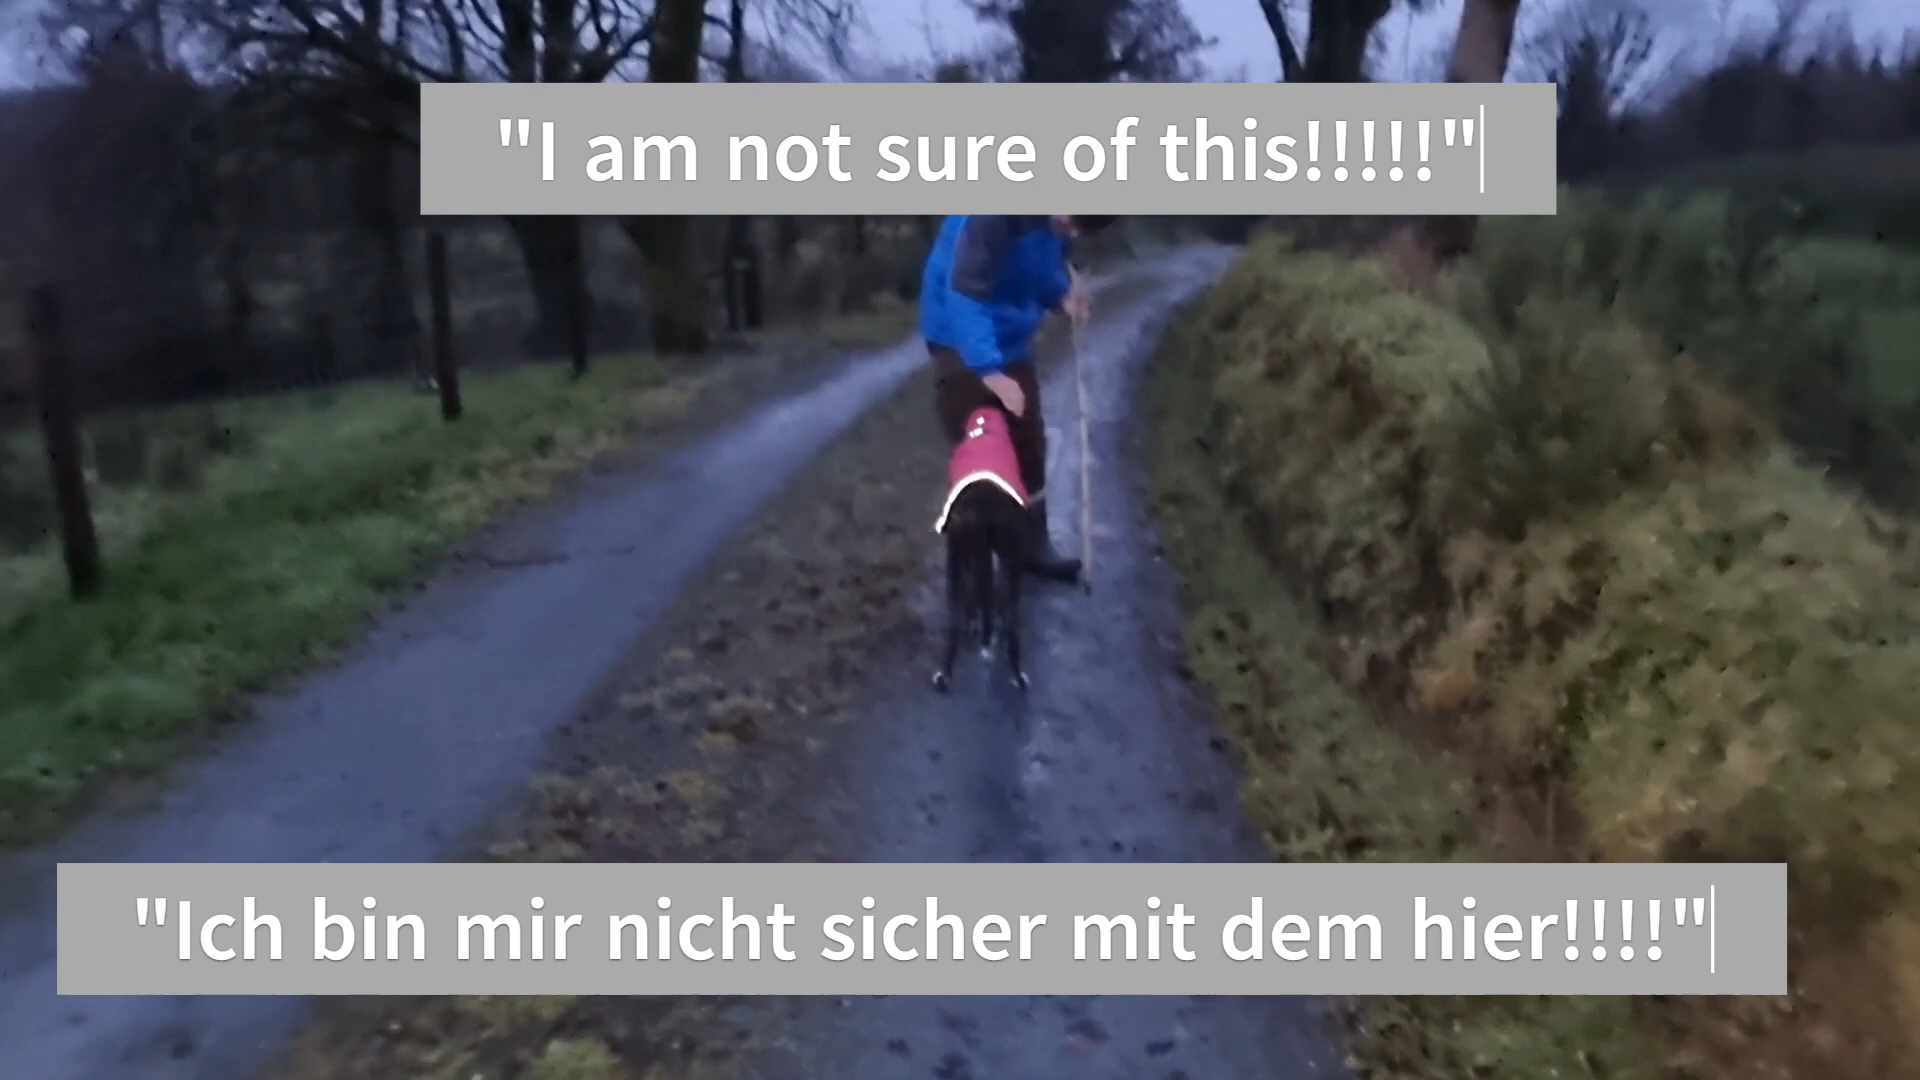 "I am not sure of this!!!!!"
"Ich bin mir nicht sicher mit dem hier!!!!"